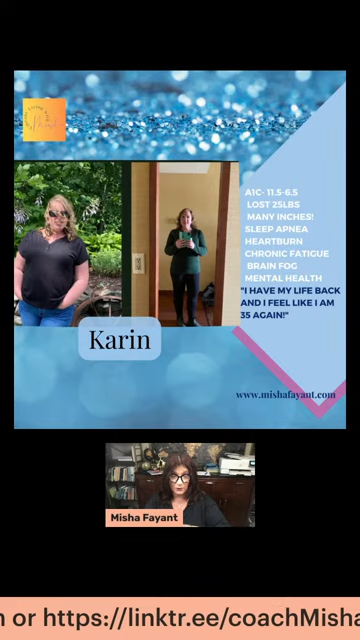 A1C- 11.5-6.5
LOST 25LBS
MANY INCHES!
SLEEP APNEA
HEARTBURN
CHRONIC FATIGUE
BRAIN FOG
MENTAL HEALTH
"I HAVE MY LIFE BACK
AND I FEEL LIKE I AM
35 AGAIN!"
Karin
www.mishafayant.com
Misha Fayant
or https://linktr.ee/coachMisha